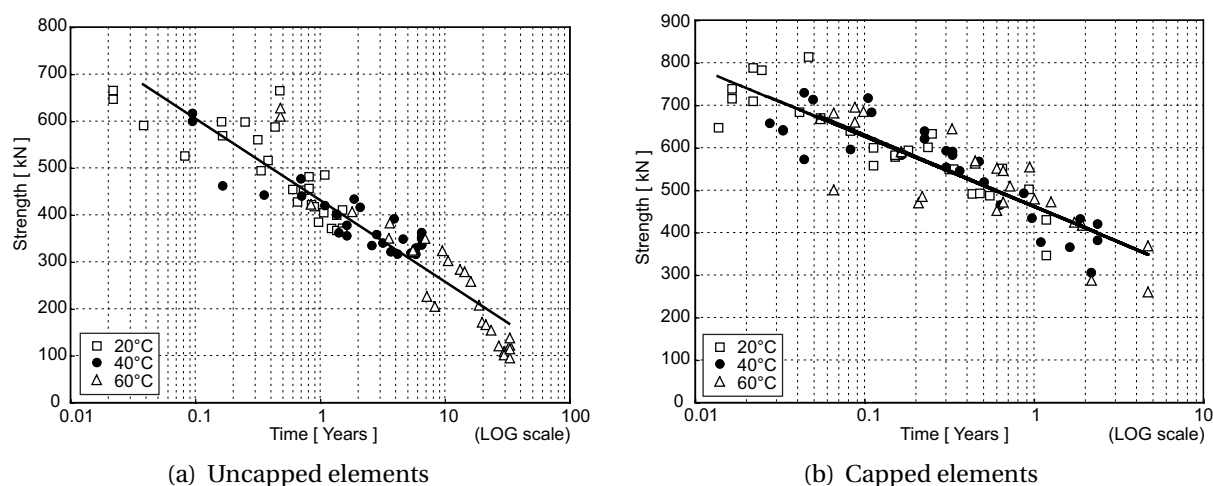 800
700
600
500
400
300
200
100
0
Strength [ kN ]
20°C
40°C
60°C
0.01 0.1 1 10 100
Time [ Years ] (LOG scale)
(a) Uncapped elements
900
800
700
600
500
400
300
200
100
0
Strength [ kN ]
20°C
40°C
60°C
0.01 0.1 1 10
Time [ Years ] (LOG scale)
(b) Capped elements